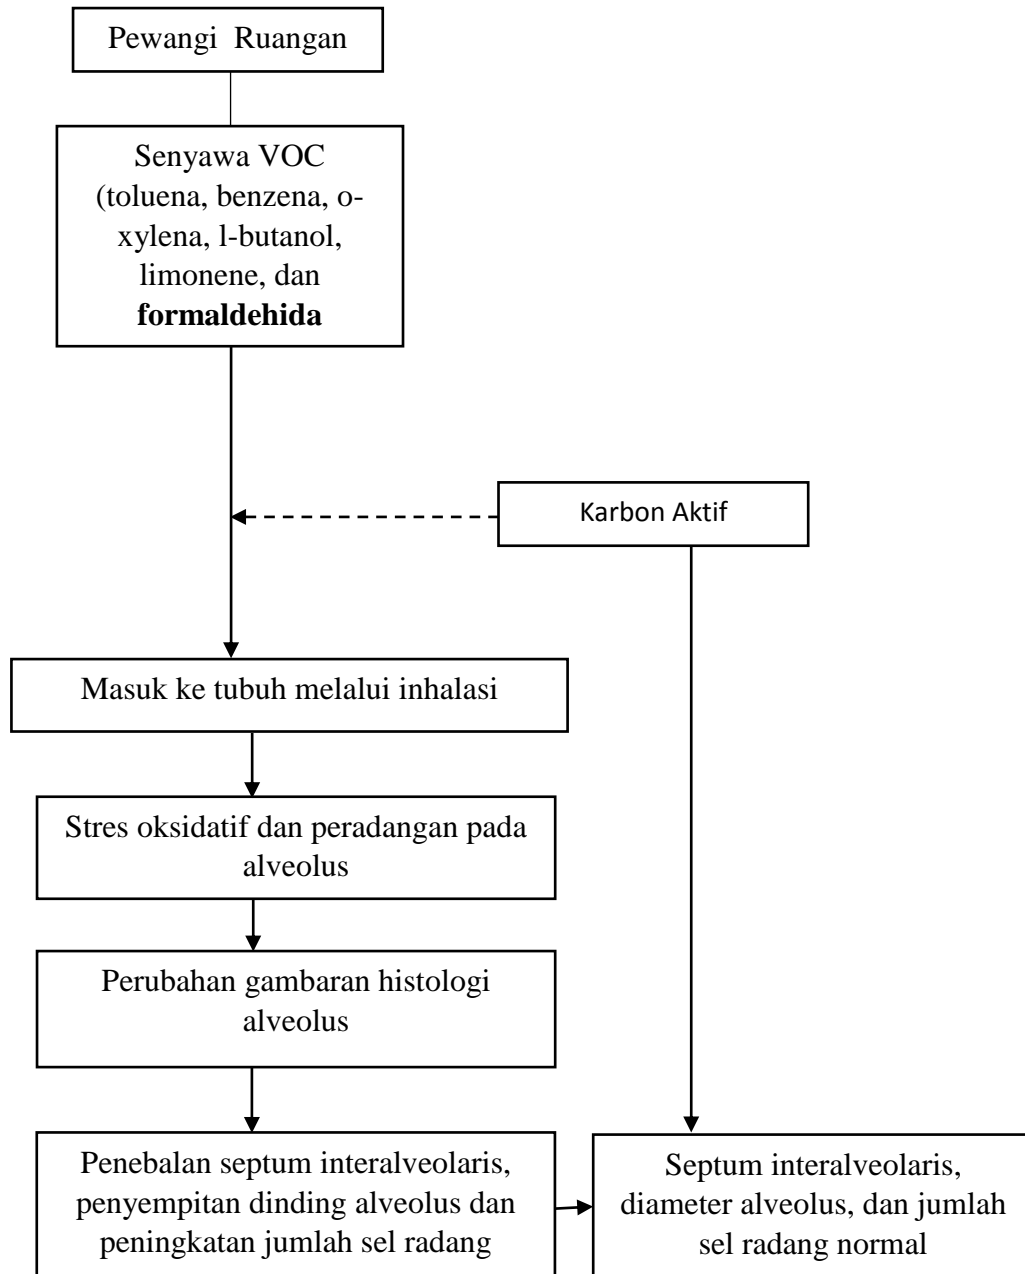 Pewangi  Ruangan
Senyawa VOC
(toluena, benzena, o-
xylena, l-butanol,
limonene, dan
formaldehida
Karbon Aktif
Masuk ke tubuh melalui inhalasi
Stres oksidatif dan peradangan pada
alveolus
Perubahan gambaran histologi
alveolus
Penebalan septum interalveolaris,
penyempitan dinding alveolus dan
peningkatan jumlah sel radang
Septum interalveolaris,
diameter alveolus, dan jumlah
sel radang normal